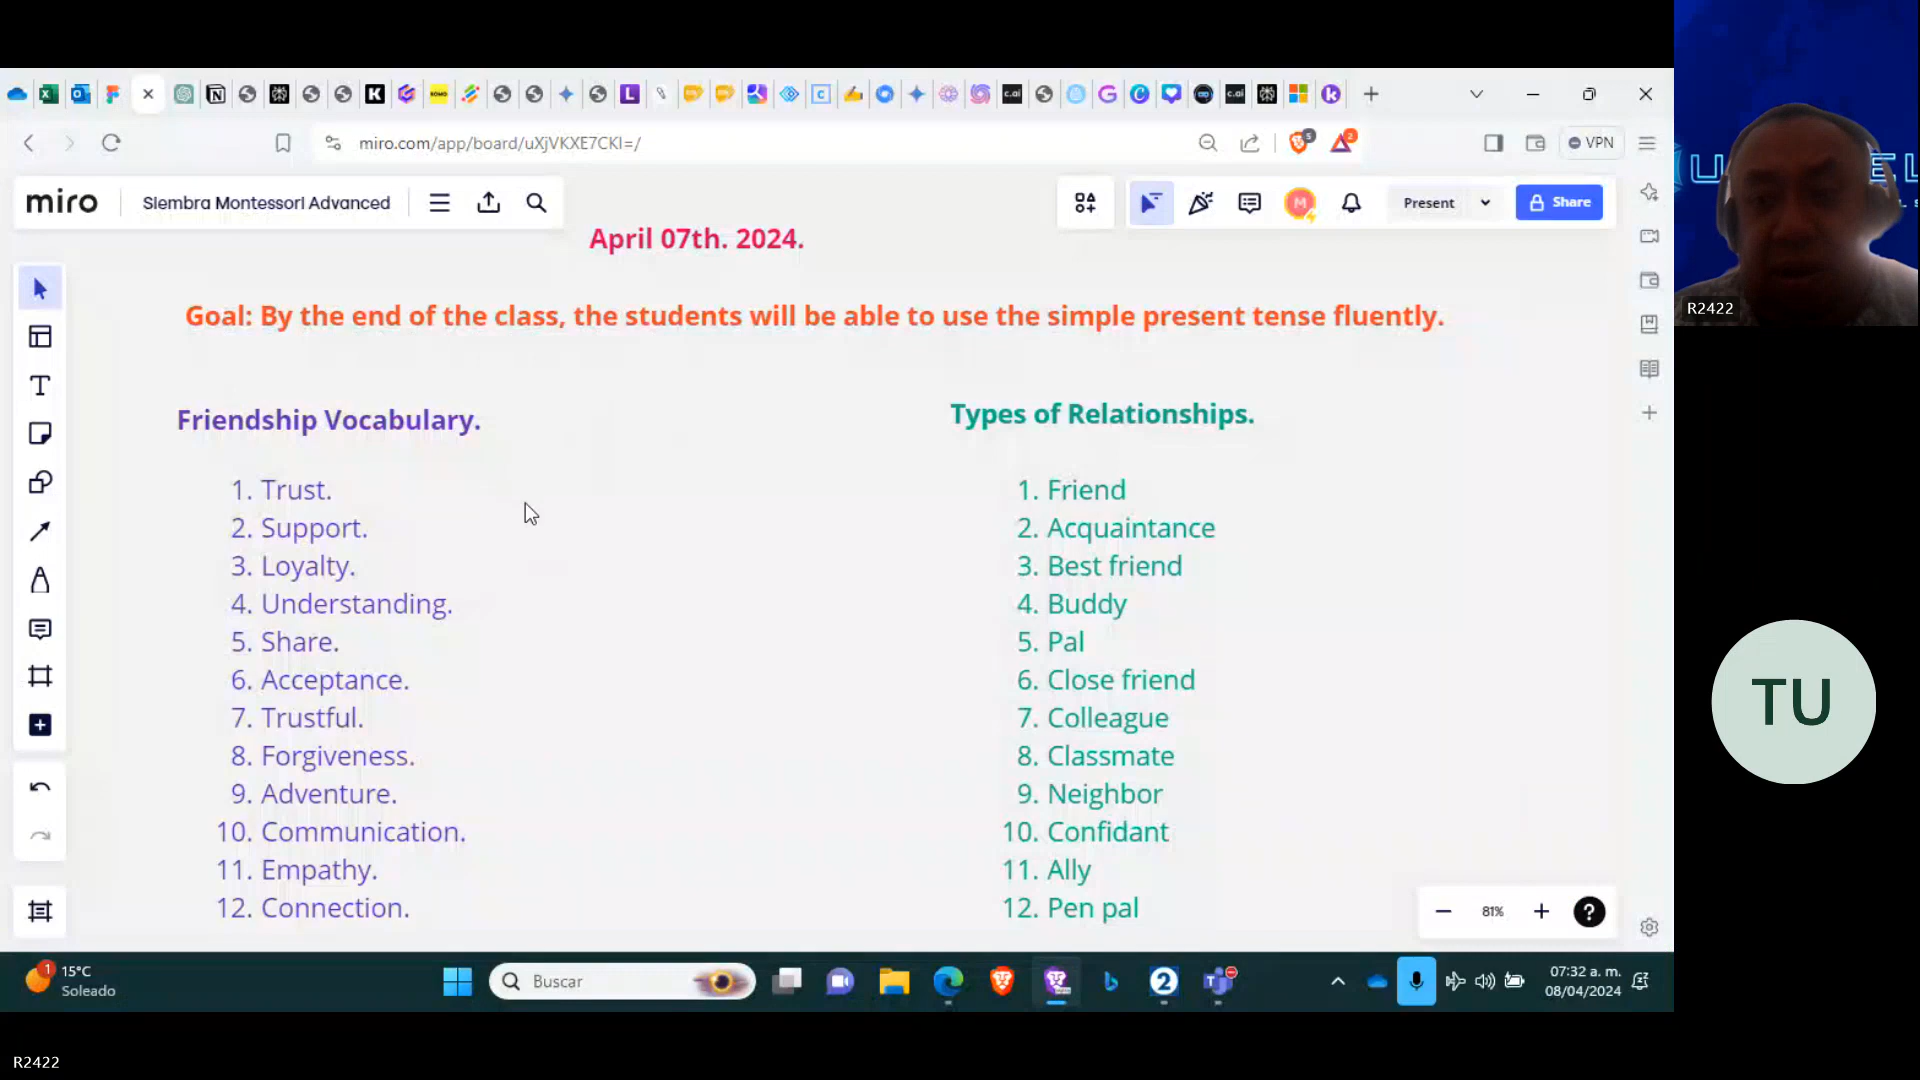 miro.com/app/board/uXjVKXE7CKI=/
VPN
miro
Siembra Montessori Advanced
Present
Share
April 07th. 2024.
Goal: By the end of the class, the students will be able to use the simple present tense fluently.
Friendship Vocabulary.
1. Trust.
2. Support.
3. Loyalty.
4. Understanding.
5. Share.
6. Acceptance.
7. Trustful.
8. Forgiveness.
9. Adventure.
10. Communication.
11. Empathy.
12. Connection.
Types of Relationships.
1. Friend
2. Acquaintance
3. Best friend
4. Buddy
5. Pal
6. Close friend
7. Colleague
8. Classmate
9. Neighbor
10. Confidant
11. Ally
12. Pen pal
81%
15°C
Soleado
Buscar
07:32 a. m.
08/04/2024
R2422
TU
R2422